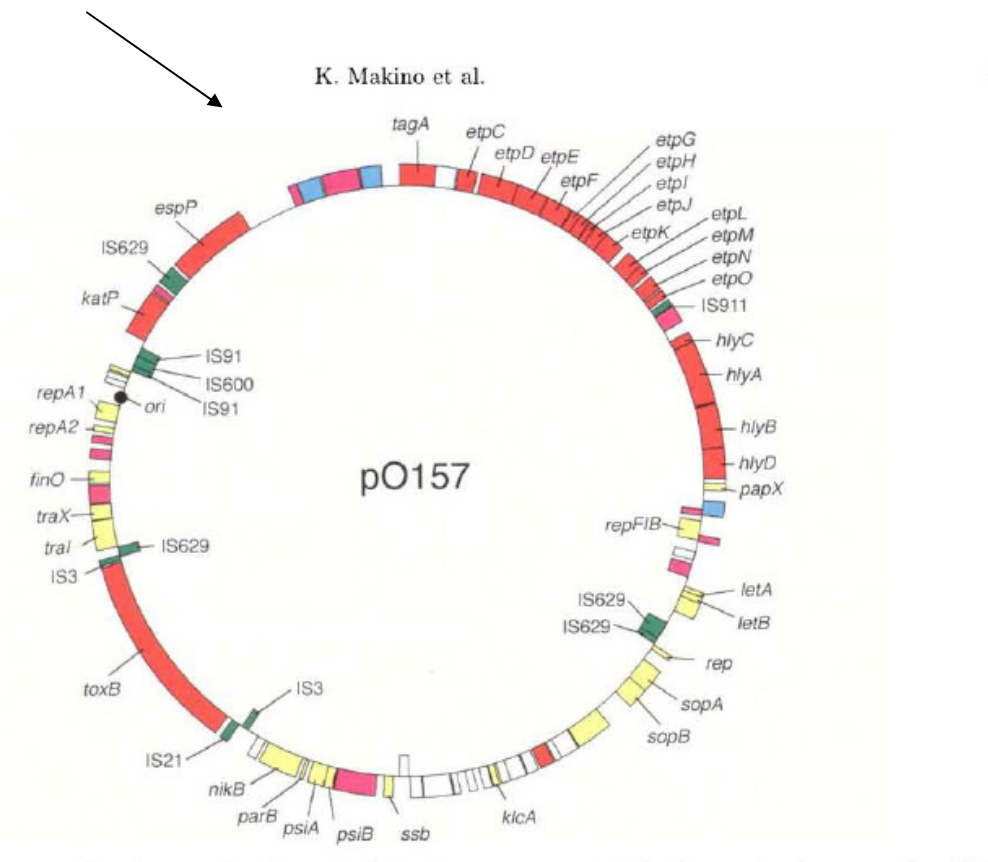 K. Makino et al.
tagA
etpC
etpD
etpE
etpF
etpG
etpH
etpI
etpJ
etpK
etpL
etpM
etpN
etpO
IS911
hlyC
hlyA
hlyB
hlyD
papX
repFIB
letA
letB
IS629
IS629
rep
sopA
sopB
klcA
ssb
psiB
psiA
parB
nikB
IS21
IS3
toxB
IS3
IS629
traI
traX
finO
repA2
repA1
ori
IS91
IS600
IS91
katP
IS629
espP
pO157